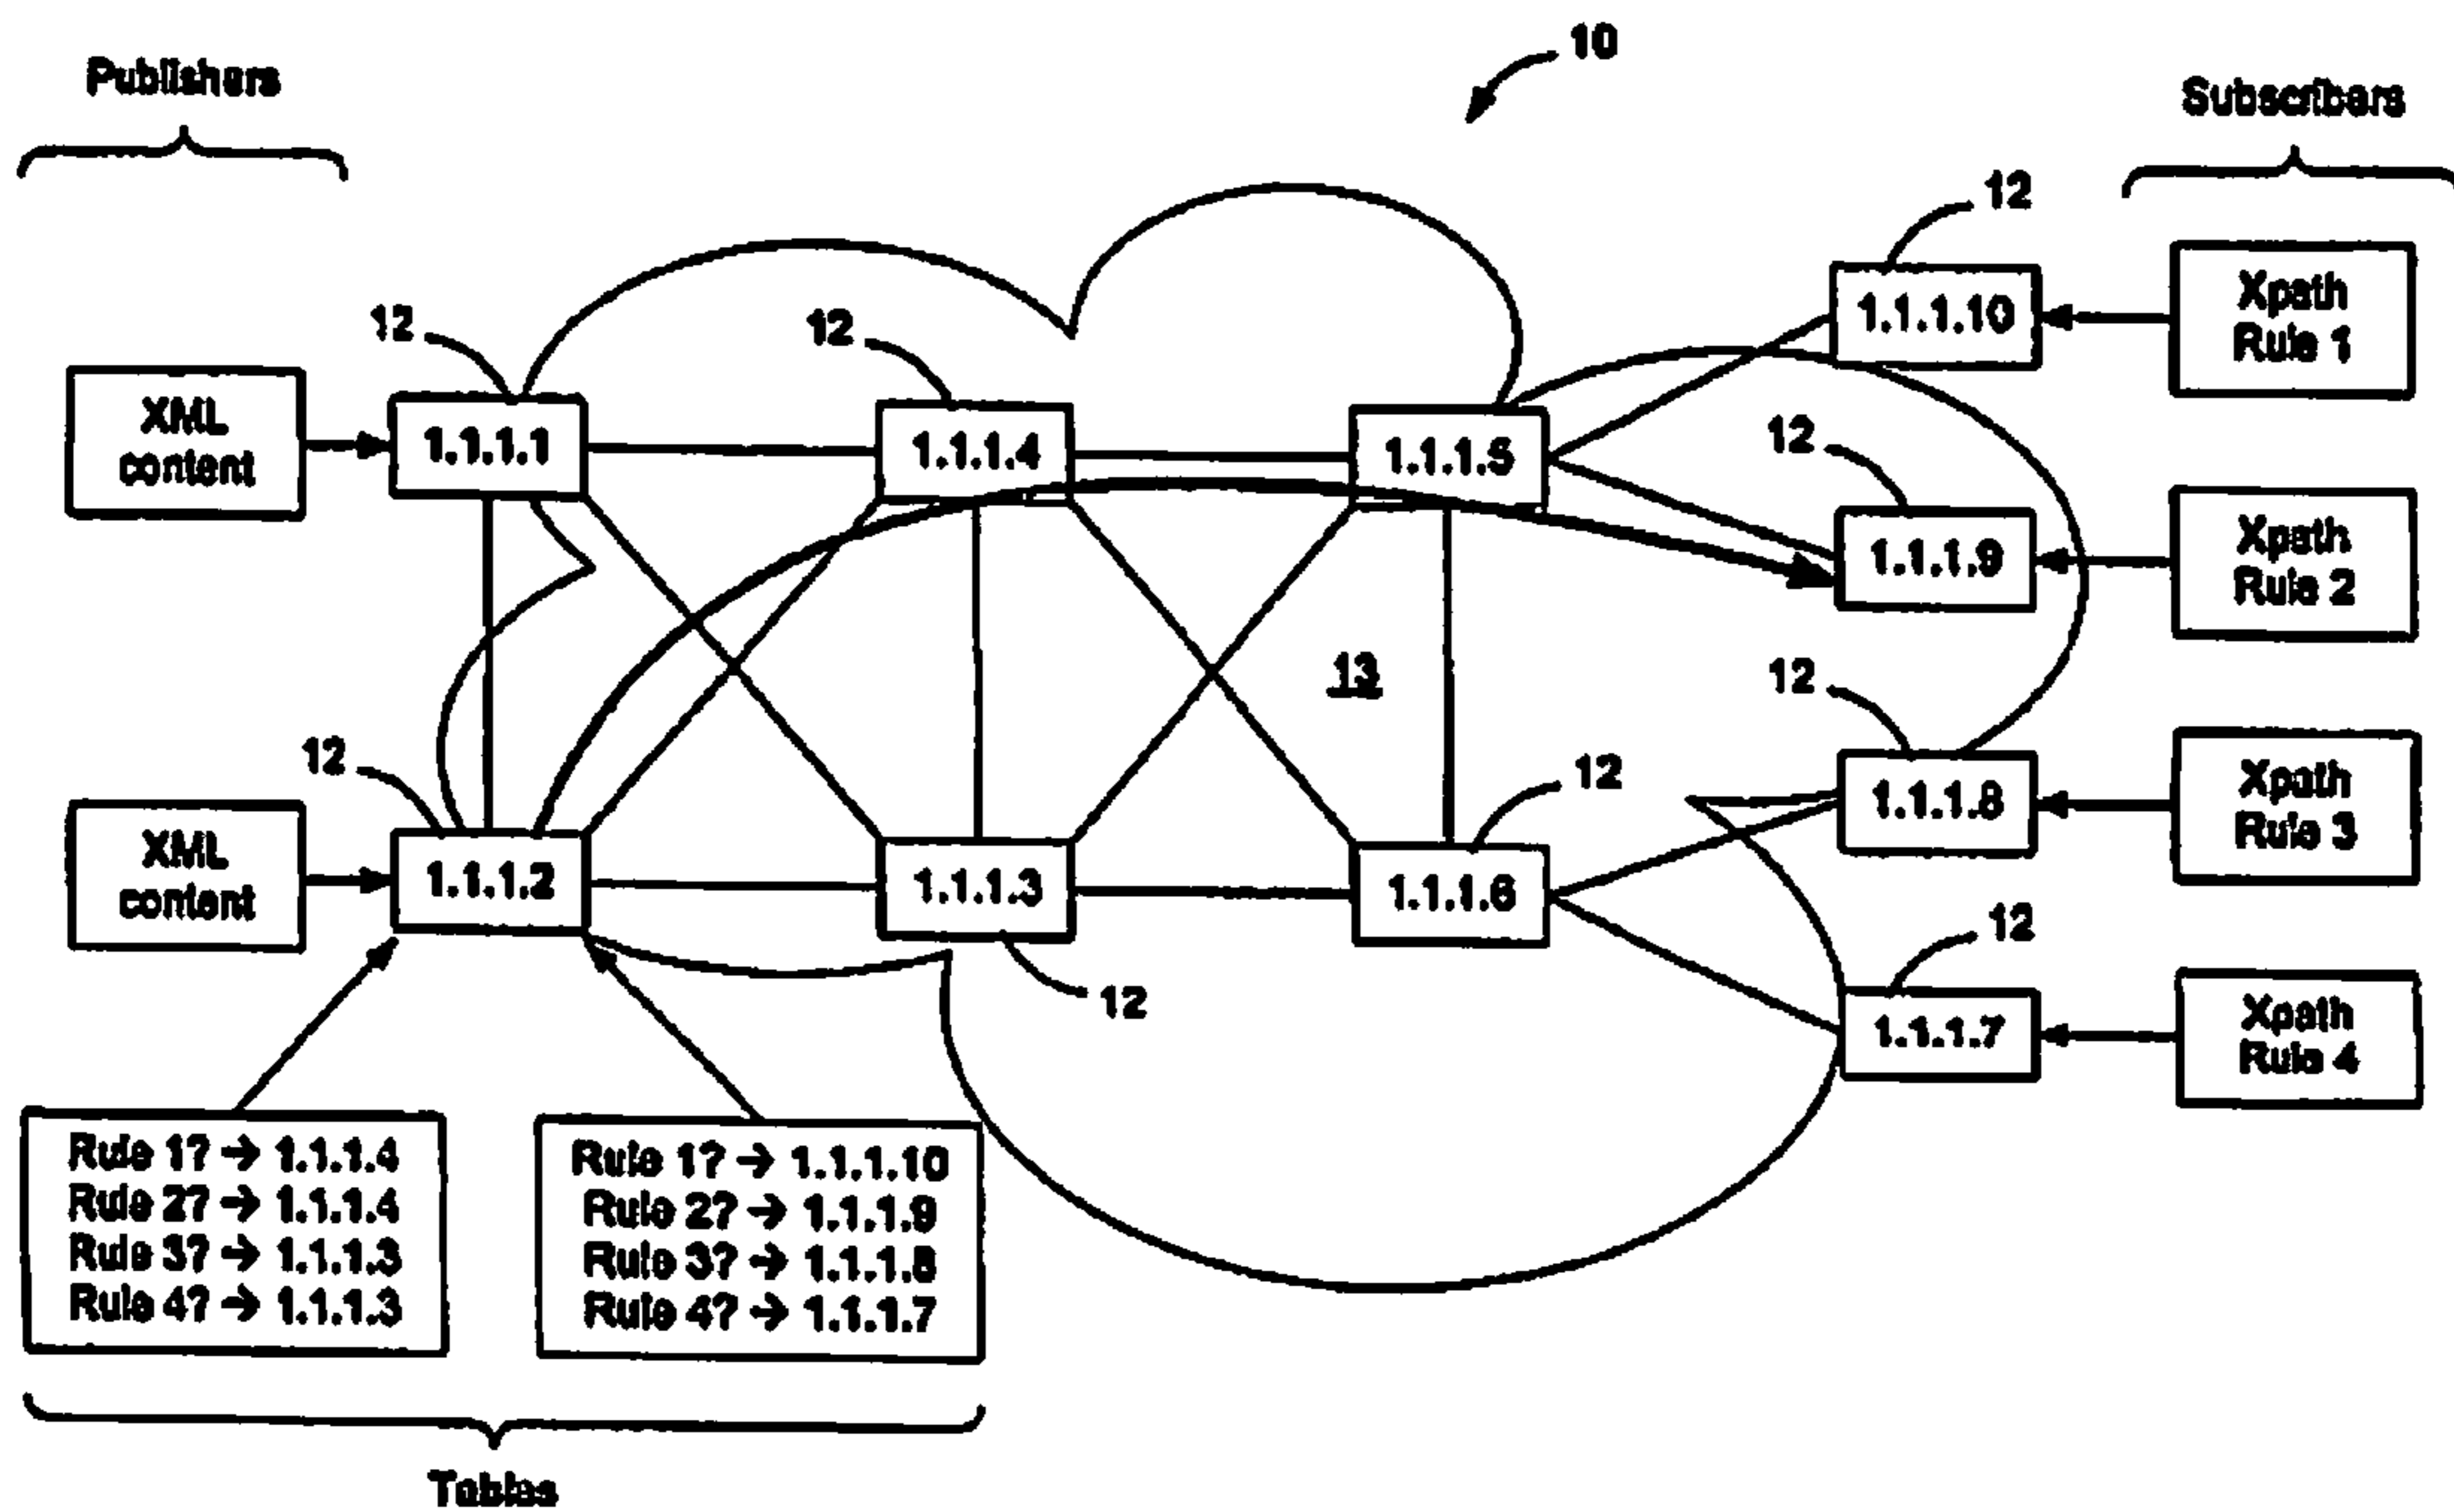 10
Publishers
Subscribers
12
Xpath
Rule 1
1.1.1.10
12
12
XML
content
1.1.1.1
1.1.1.4
1.1.1.5
12
1.1.1.9
Xpath
Rule 2
13
12
12
12
XML
content
1.1.1.2
1.1.1.3
1.1.1.6
1.1.1.8
Xpath
Rule 3
12
12
1.1.1.7
Xpath
Rule 4
Rule 1? → 1.1.1.4
Rule 2? → 1.1.1.4
Rule 3? → 1.1.1.3
Rule 4? → 1.1.1.3
Rule 1? → 1.1.1.10
Rule 2? → 1.1.1.9
Rule 3? → 1.1.1.8
Rule 4? → 1.1.1.7
Tables